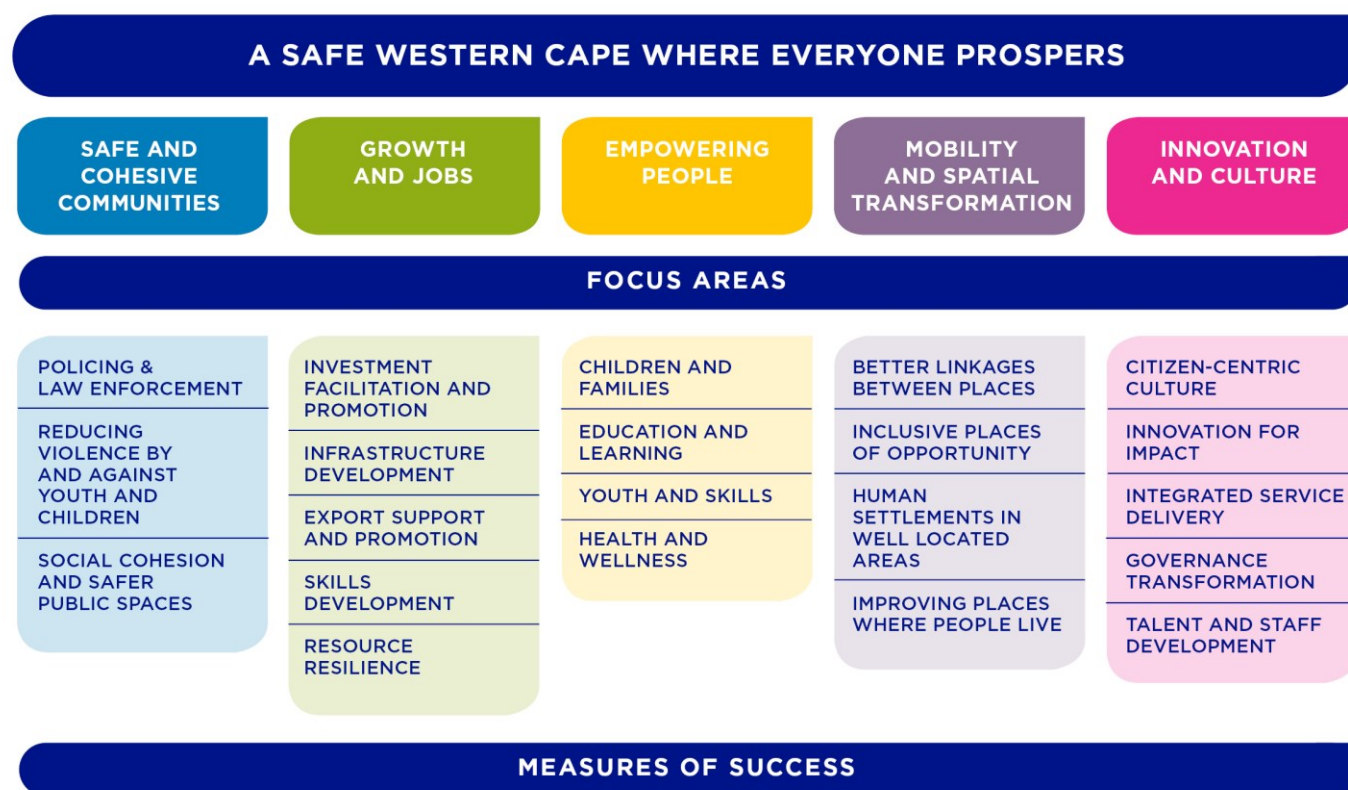 A SAFE WESTERN CAPE WHERE EVERYONE PROSPERS
SAFE AND
COHESIVE
COMMUNITIES
GROWTH
AND JOBS
EMPOWERING
PEOPLE
MOBILITY
AND SPATIAL
TRANSFORMATION
INNOVATION
AND CULTURE
FOCUS AREAS
POLICING &
LAW ENFORCEMENT
REDUCING
VIOLENCE BY
AND AGAINST
YOUTH AND
CHILDREN
SOCIAL COHESION
AND SAFER
PUBLIC SPACES
INVESTMENT
FACILITATION AND
PROMOTION
INFRASTRUCTURE
DEVELOPMENT
EXPORT SUPPORT
AND PROMOTION
SKILLS
DEVELOPMENT
RESOURCE
RESILIENCE
CHILDREN AND
FAMILIES
EDUCATION AND
LEARNING
YOUTH AND SKILLS
HEALTH AND
WELLNESS
BETTER LINKAGES
BETWEEN PLACES
INCLUSIVE PLACES
OF OPPORTUNITY
HUMAN
SETTLEMENTS IN
WELL LOCATED
AREAS
IMPROVING PLACES
WHERE PEOPLE LIVE
CITIZEN-CENTRIC
CULTURE
INNOVATION FOR
IMPACT
INTEGRATED SERVICE
DELIVERY
GOVERNANCE
TRANSFORMATION
TALENT AND STAFF
DEVELOPMENT
MEASURES OF SUCCESS